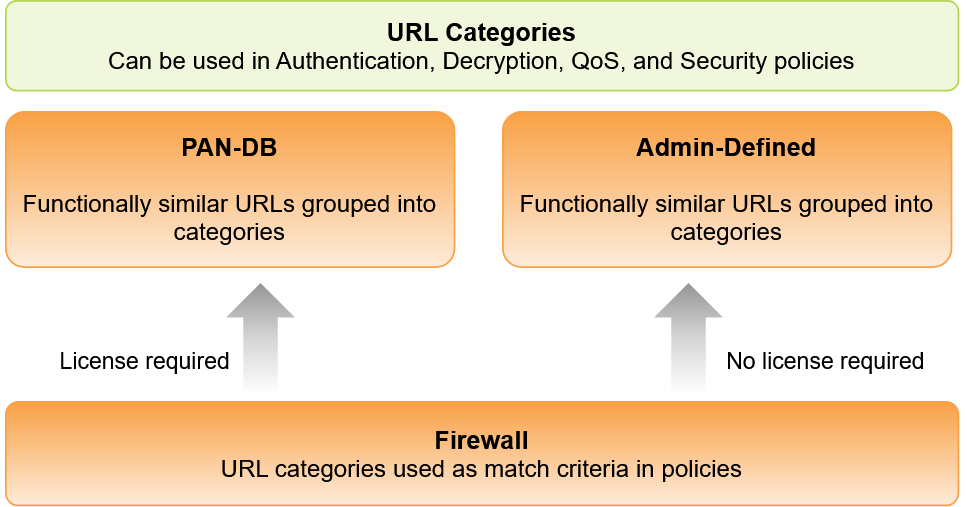 URL Categories
Can be used in Authentication, Decryption, QoS, and Security policies
PAN-DB
Functionally similar URLs grouped into
categories
Admin-Defined
Functionally similar URLs grouped into
categories
License required
No license required
Firewall
URL categories used as match criteria in policies